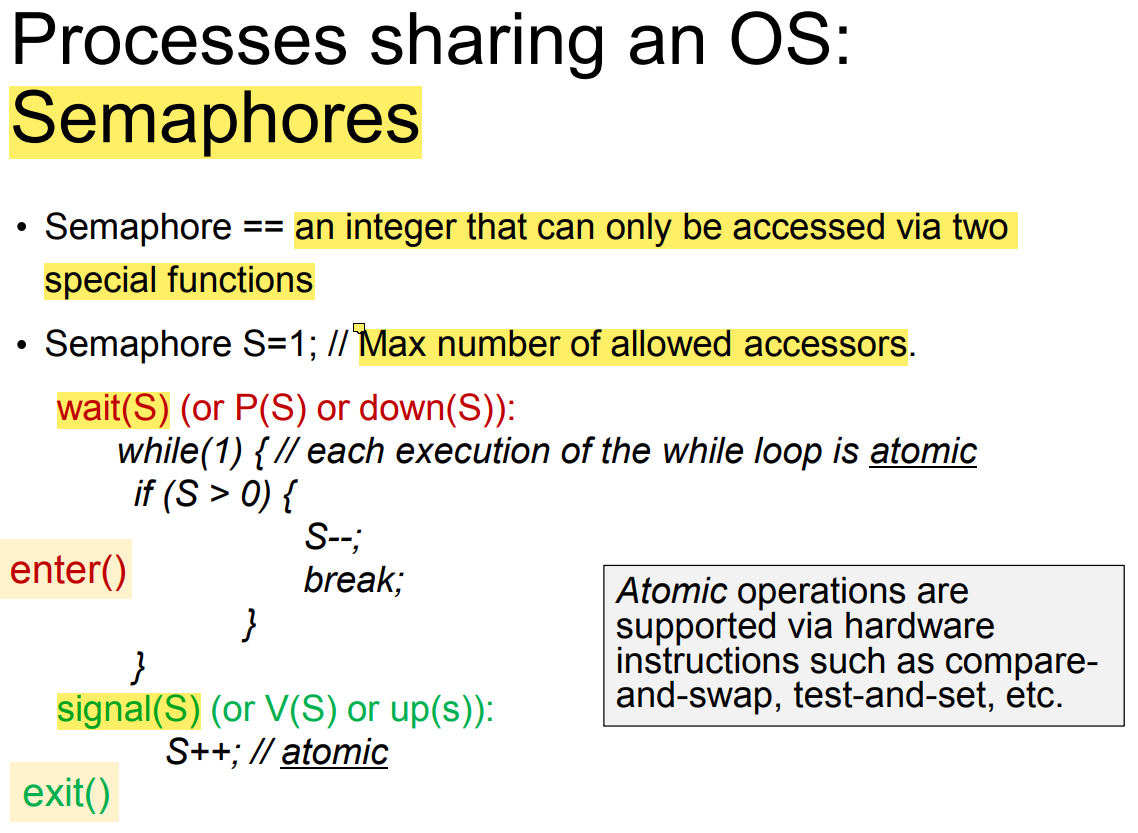 Processes sharing an OS:
Semaphores
• Semaphore == an integer that can only be accessed via two
special functions
• Semaphore S=1; // Max number of allowed accessors.
wait(S) (or P(S) or down(S)):
while(1) { // each execution of the while loop is atomic
if (S > 0) {
S--;
enter()
break;
}
}
Atomic operations are
supported via hardware
instructions such as compare-
and-swap, test-and-set, etc.
signal(S) (or V(S) or up(s)):
S++; // atomic
exit()